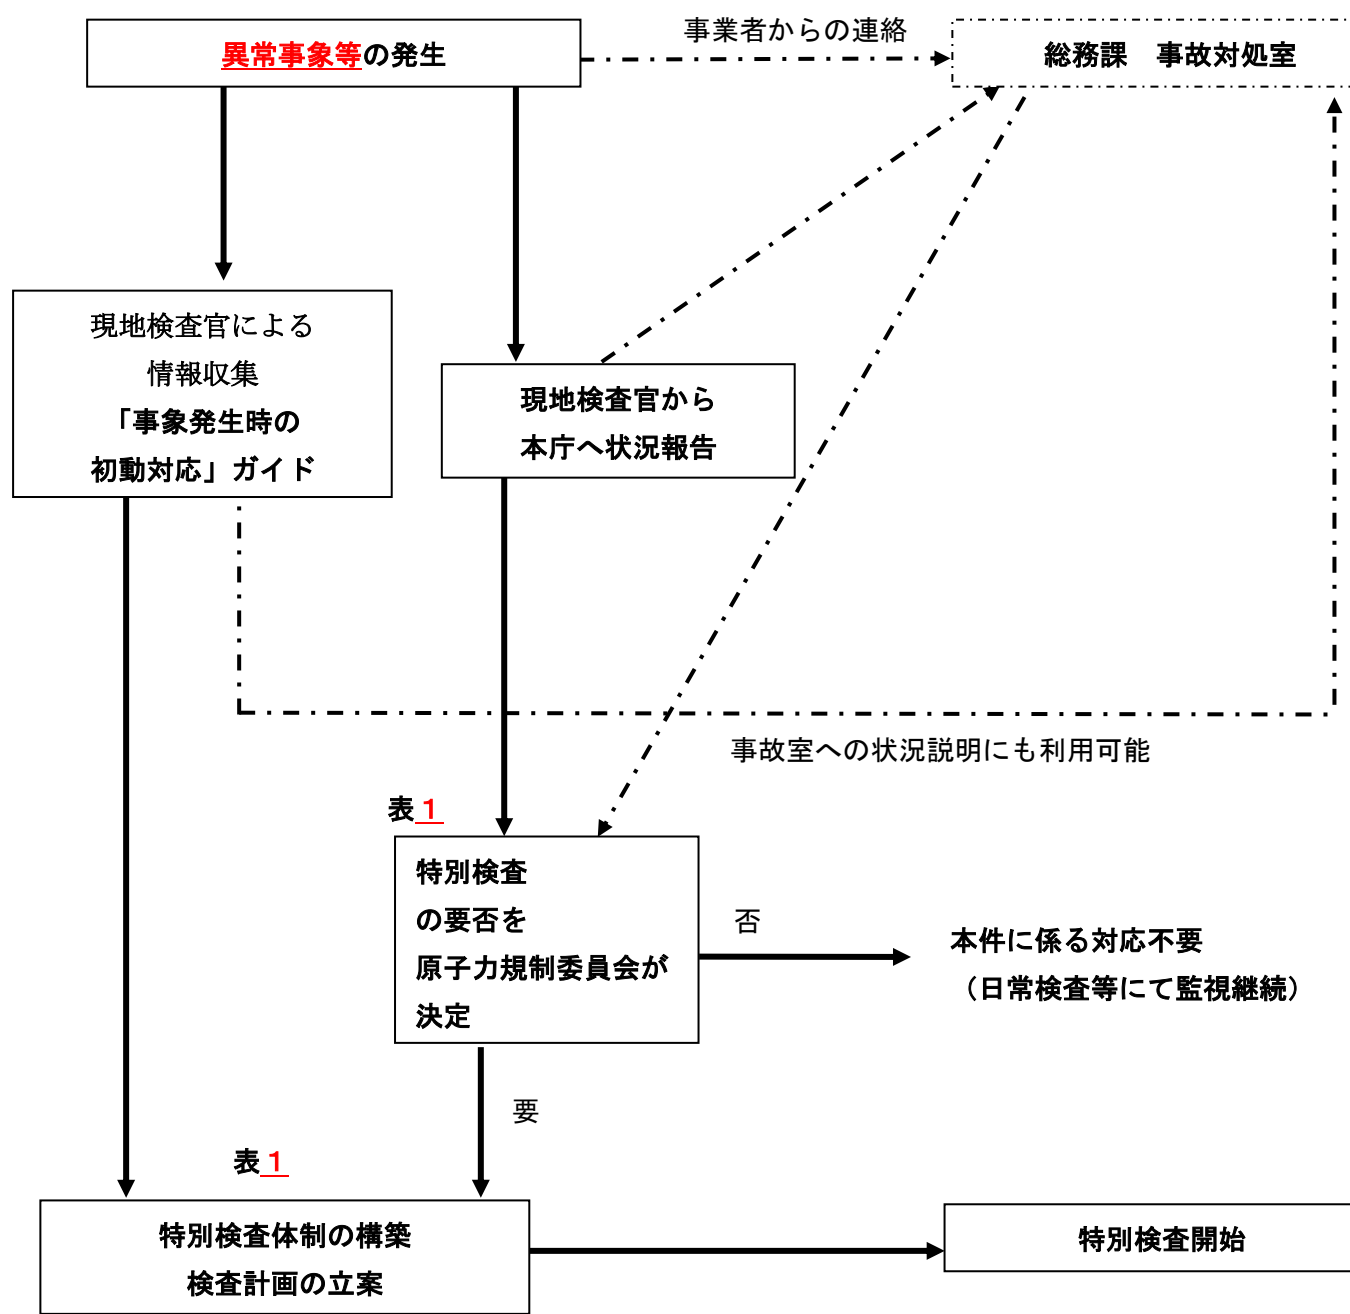 異常事象等の発生
事業者からの連絡
総務課　事故対処室
現地検査官による
情報収集
「事象発生時の
初動対応」ガイド
現地検査官から
本庁へ状況報告
事故室への状況説明にも利用可能
表１
特別検査
の要否を
原子力規制委員会が
決定
否
本件に係る対応不要
（日常検査等にて監視継続）
要
表１
特別検査体制の構築
検査計画の立案
特別検査開始